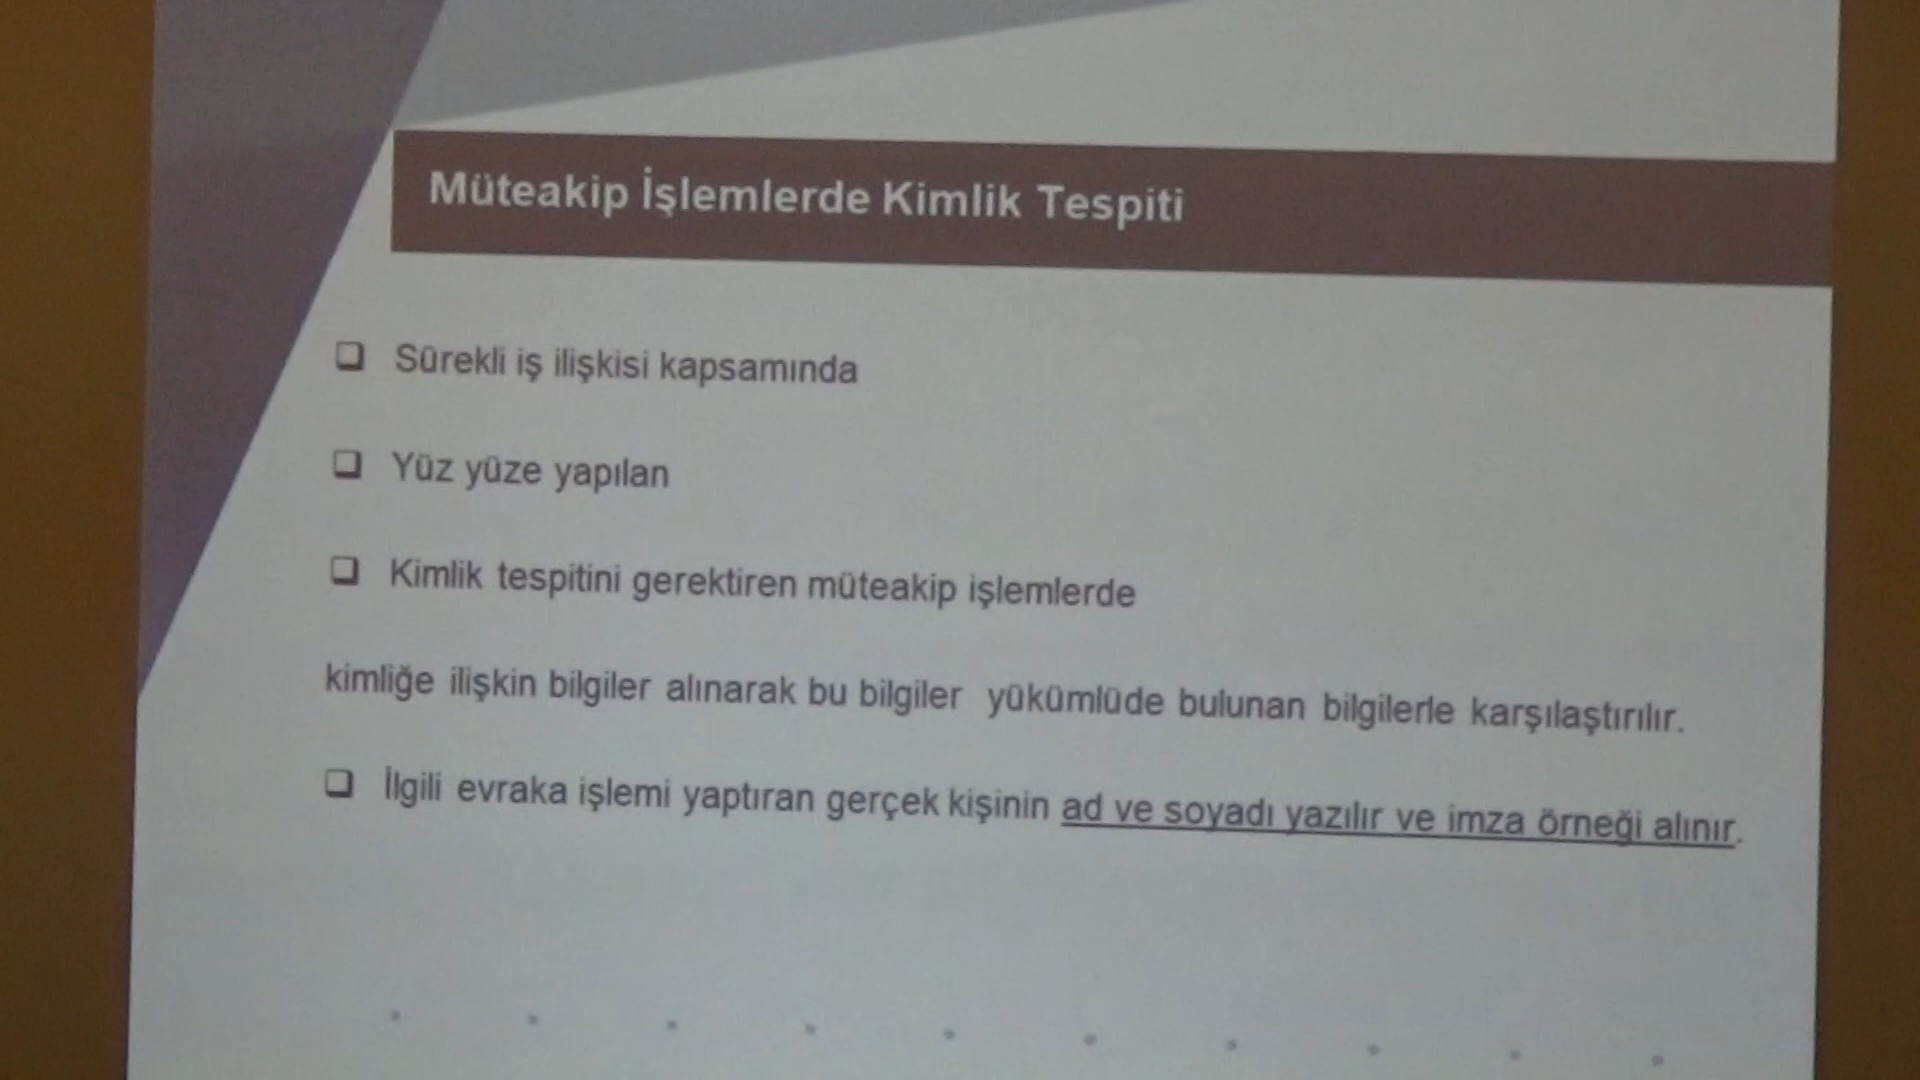 Müteakip İşlemlerde Kimlik Tespiti
❑ Sürekli iş ilişkisi kapsamında
❑ Yüz yüze yapılan
❑ Kimlik tespitini gerektiren müteakip işlemlerde
kimliğe ilişkin bilgiler alınarak bu bilgiler yükümlüde bulunan bilgilerle karşılaştırılır.
❑ İlgili evraka işlemi yaptıran gerçek kişinin ad ve soyadı yazılır ve imza örneği alınır.